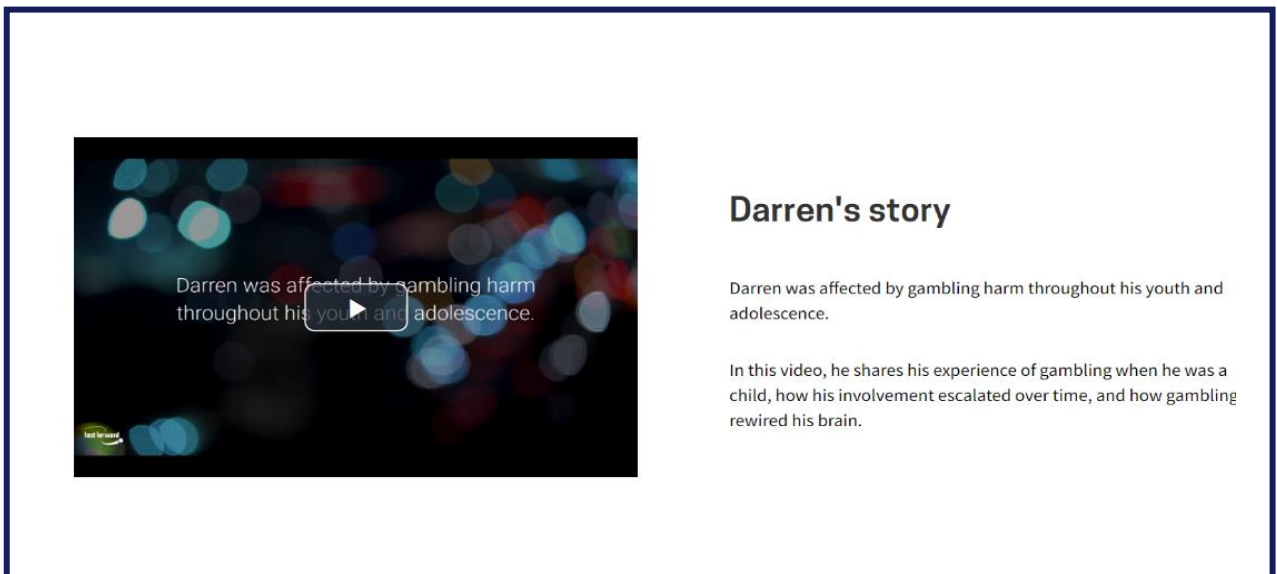 Darren was affected by gambling harm
throughout his youth and adolescence.
fast forward
Darren's story
Darren was affected by gambling harm throughout his youth and
adolescence.
In this video, he shares his experience of gambling when he was a
child, how his involvement escalated over time, and how gambling
rewired his brain.